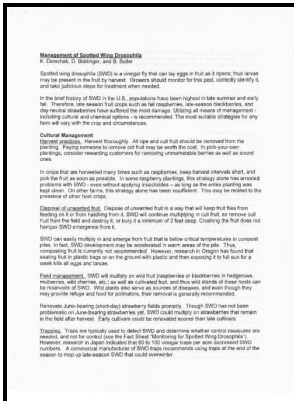 Management of Spotted Wing Drosophila
K. Demchak, D. Biddinger, and B. Butler
Spotted wing drosophila (SWD) is a vinegar fly that can lay eggs in fruit as it ripens; thus larvae
may be present in the fruit by harvest. Growers should monitor for this pest, correctly identify it,
and take judicious steps for treatment when needed.
In the brief history of SWD in the U.S., populations have been highest in late summer and early
fall. Therefore, late season fruit crops such as fall raspberries, late-season blackberries, and
day-neutral strawberries have suffered the most damage. Utilizing all means of management -
including cultural and chemical options - is recommended. The most suitable strategies for any
farm will vary with the crop and circumstances.
Cultural Management
Harvest practices. Harvest thoroughly. All ripe and cull fruit should be removed from the
planting. Paying someone to remove old fruit may be worth the cost. In pick-your-own
plantings, consider rewarding customers for removing unmarketable berries as well as sound
ones.
In crops that are harvested many times such as raspberries, keep harvest intervals short, and
pick the fruit as soon as possible. In some raspberry plantings, this strategy alone has arrested
problems with SWD - even without applying insecticides – as long as the entire planting was
kept clean. On other farms, this strategy alone has been insufficient. This may be related to the
presence of other host crops.
Disposal of unwanted fruit. Dispose of unwanted fruit in a way that will keep fruit flies from
feeding on it or from hatching from it. SWD will continue multiplying in cull fruit, so remove cull
fruit from the field and destroy it, or bury it a minimum of 2 feet deep. Crushing the fruit does not
hamper SWD emergence from it.
SWD can easily multiply in and emerge from fruit that is below critical temperatures in compost
piles. In fact, SWD development may be accelerated in warm areas of the pile. Thus,
composting fruit is currently not recommended. However, research in Oregon has found that
sealing fruit in plastic bags or on the ground with plastic and then exposing it to full sun for a
week kills all eggs and larvae.
Field management. SWD will multiply on wild fruit (raspberries or blackberries in hedgerows,
mulberries, wild cherries, etc.) as well as cultivated fruit, and thus wild stands of these hosts can
be reservoirs of SWD. Wild plants also serve as sources of diseases, and even though they
may provide refuge and food for pollinators, their removal is generally recommended.
Renovate June-bearing (short-day) strawberry fields promptly. Though SWD has not been
problematic on June-bearing strawberries yet, SWD could multiply on strawberries that remain
in the field after harvest. Early cultivars could be renovated sooner than late cultivars.
Trapping. Traps are typically used to detect SWD and determine whether control measures are
needed, and not for control (see the Fact Sheet "Monitoring for Spotted Wing Drosophila").
However, research in Japan indicated that 60 to 100 vinegar traps per acre decreased SWD
numbers. A commercial manufacturer of SWD traps recommends using traps at the end of the
season to mop up late-season SWD that could overwinter.